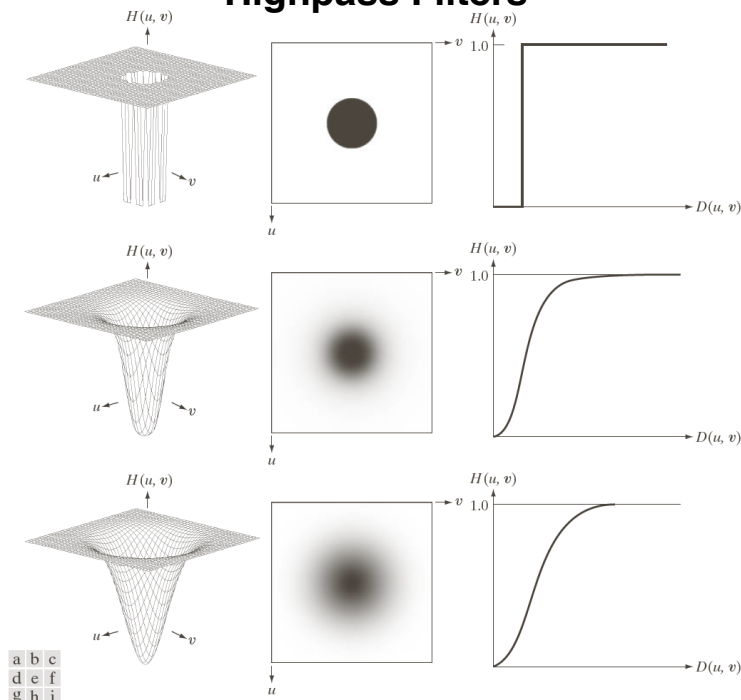 Highpass Filters
H(u, v)
u
v
v
u
H(u, v)
1.0
D(u, v)
H(u, v)
u
v
v
u
H(u, v)
1.0
D(u, v)
H(u, v)
u
v
v
u
H(u, v)
1.0
D(u, v)
a b c
d e f
g h i